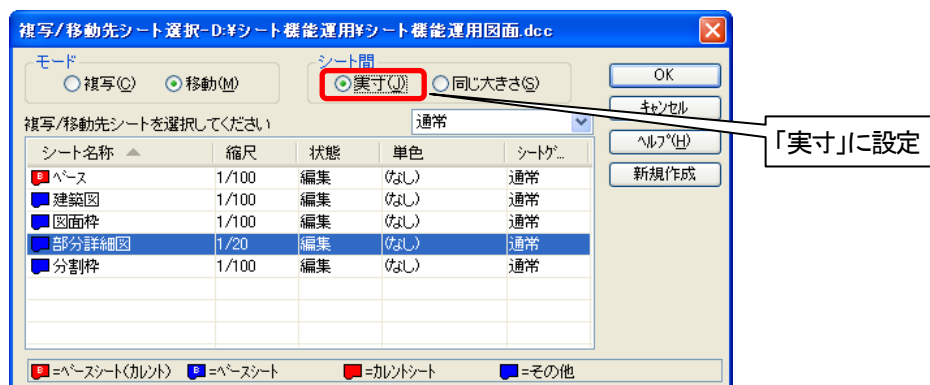 複写/移動先シート選択-D:¥シート機能運用¥シート機能運用図面.dcc
モード
複写(C) 移動(M)
シート間
実寸(J) 同じ大きさ(S)
OK
キャンセル
ヘルプ(H)
新規作成
「実寸」に設定
複写/移動先シートを選択してください 通常
シート名称 縮尺 状態 単色 シートグ...
B ベース 1/100 編集 (なし) 通常
建築図 1/100 編集 (なし) 通常
図面枠 1/100 編集 (なし) 通常
部分詳細図 1/20 編集 (なし) 通常
分割枠 1/100 編集 (なし) 通常
B =ベースシート(カレント) B =ベースシート =カレントシート =その他